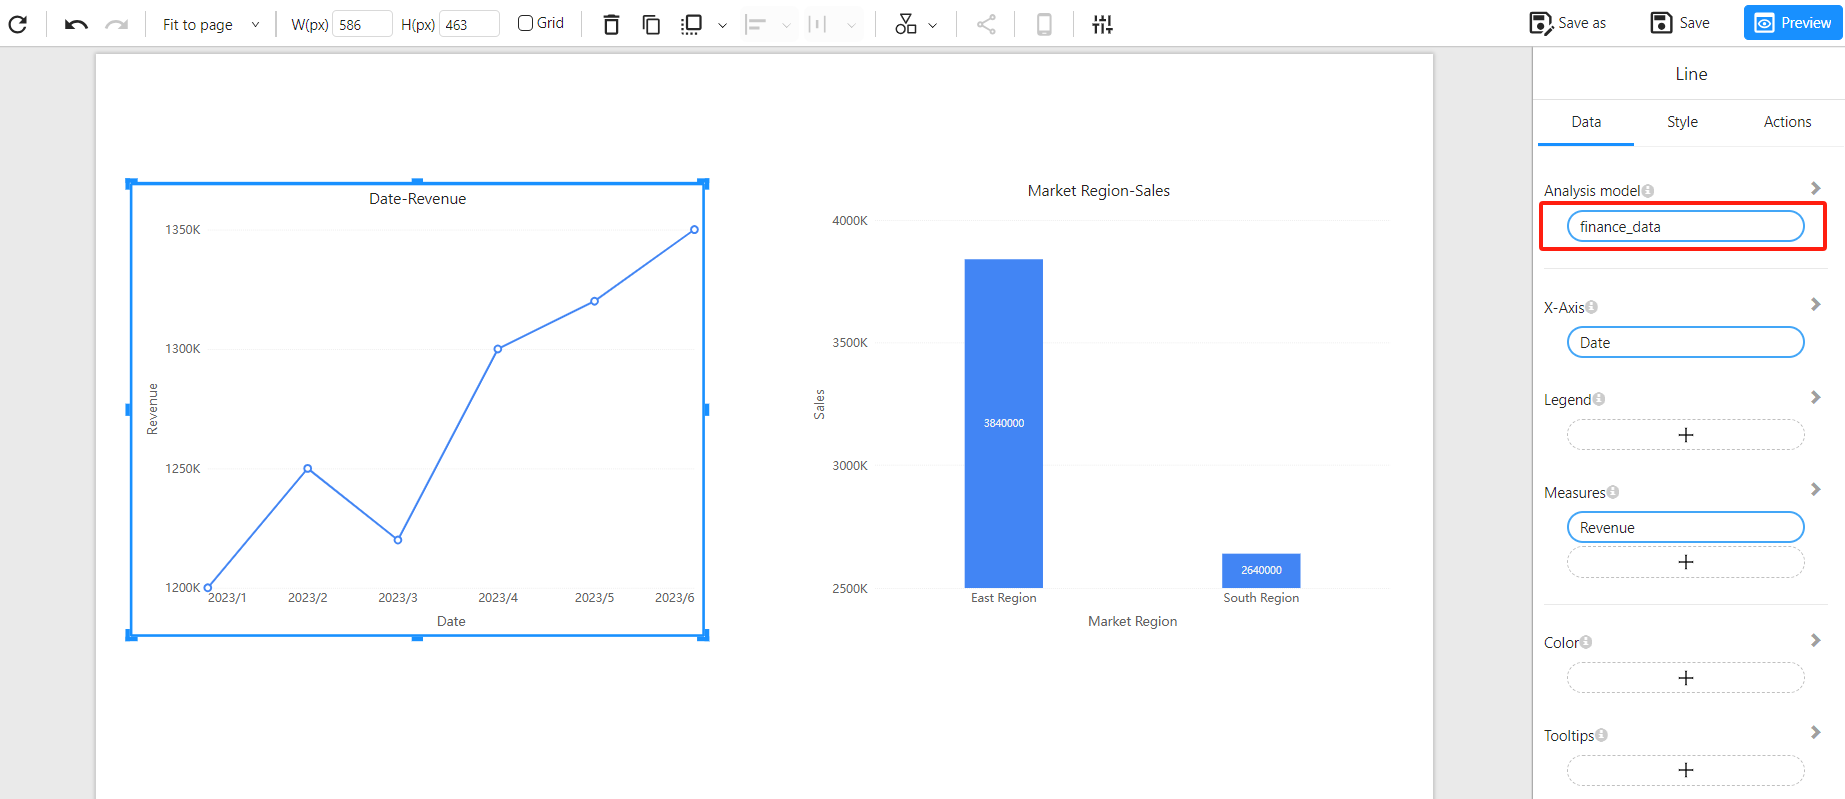 Fit to page W(px) 586 H(px) 463 Grid Save as Save Preview
Line
Data Style Actions
Analysis model
finance_data
X-Axis
Date
Legend
Measures
Revenue
Color
Tooltips
Date-Revenue
1350K
1300K
1250K
1200K
Revenue
2023/1 2023/2 2023/3 2023/4 2023/5 2023/6
Date
Market Region-Sales
4000K
3500K
3000K
2500K
Sales
3840000
2640000
East Region South Region
Market Region